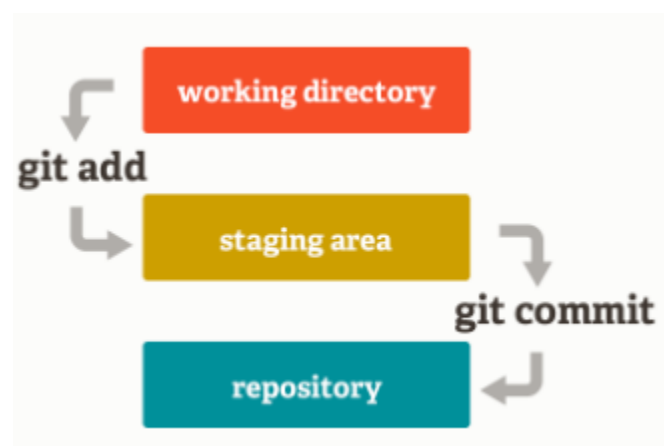 working directory
git add
staging area
git commit
repository